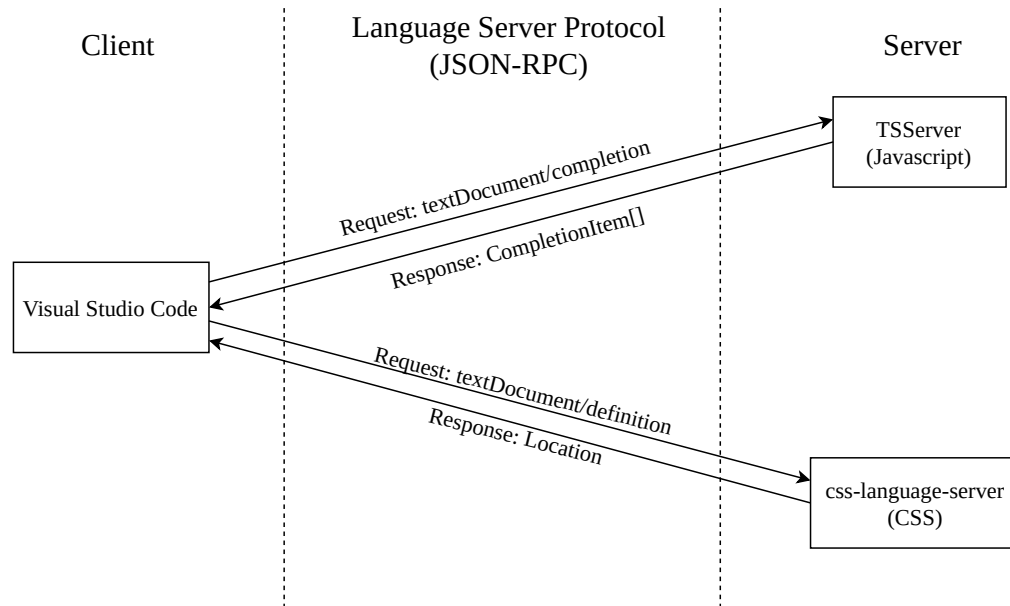 Client
Language Server Protocol
(JSON-RPC)
Server
TSServer
(Javascript)
Request: textDocument/completion
Response: CompletionItem[]
Visual Studio Code
Request: textDocument/definition
Response: Location
css-language-server
(CSS)